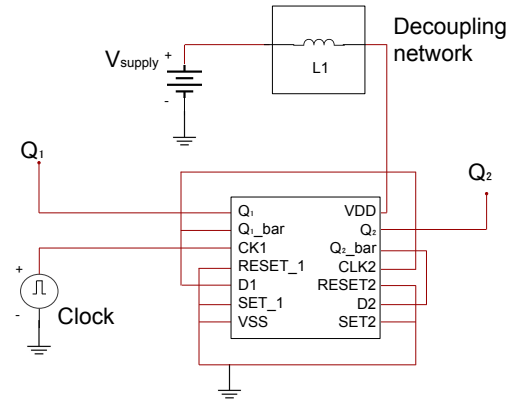 Decoupling
network
Vsupply
+
-
L1
Q1
Q2
Q1
Q1_bar
CK1
RESET_1
D1
SET_1
VSS
VDD
Q2
Q2_bar
CLK2
RESET2
D2
SET2
+
-
Clock